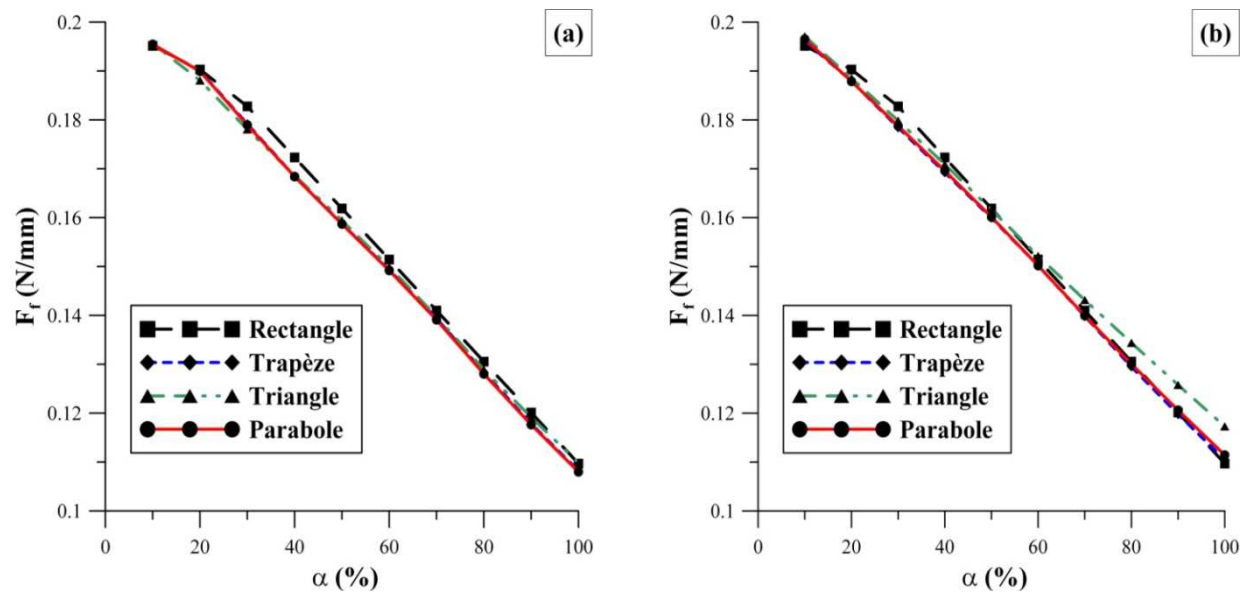 (a)
0.2
0.18
0.16
0.14
0.12
0.1
F_f (N/mm)
Rectangle
Trapèze
Triangle
Parabole
0 20 40 60 80 100
α (%)
(b)
0.2
0.18
0.16
0.14
0.12
0.1
F_f (N/mm)
Rectangle
Trapèze
Triangle
Parabole
0 20 40 60 80 100
α (%)